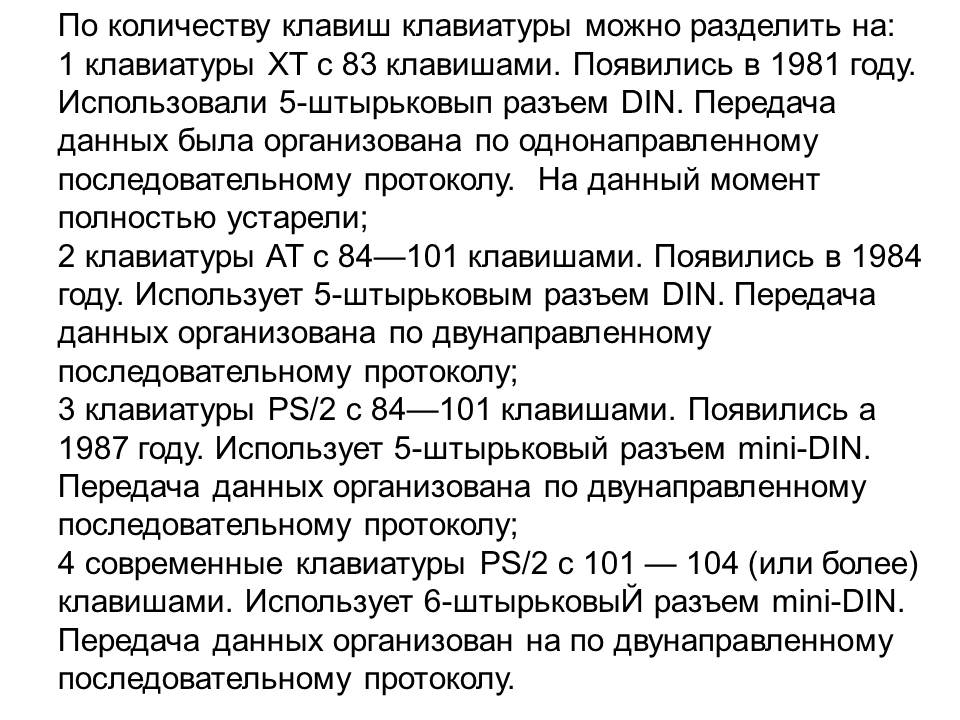 По количеству клавиш клавиатуры можно разделить на:
1 клавиатуры XT с 83 клавишами. Появились в 1981 году.
Использовали 5-штырьковып разъем DIN. Передача
данных была организована по однонаправленному
последовательному протоколу. На данный момент
полностью устарели;
2 клавиатуры AT с 84—101 клавишами. Появились в 1984
году. Использует 5-штырьковым разъем DIN. Передача
данных организована по двунаправленному
последовательному протоколу;
3 клавиатуры PS/2 с 84—101 клавишами. Появились а
1987 году. Использует 5-штырьковый разъем mini-DIN.
Передача данных организована по двунаправленному
последовательному протоколу;
4 современные клавиатуры PS/2 с 101 — 104 (или более)
клавишами. Использует 6-штырьковыЙ разъем mini-DIN.
Передача данных организован на по двунаправленному
последовательному протоколу.